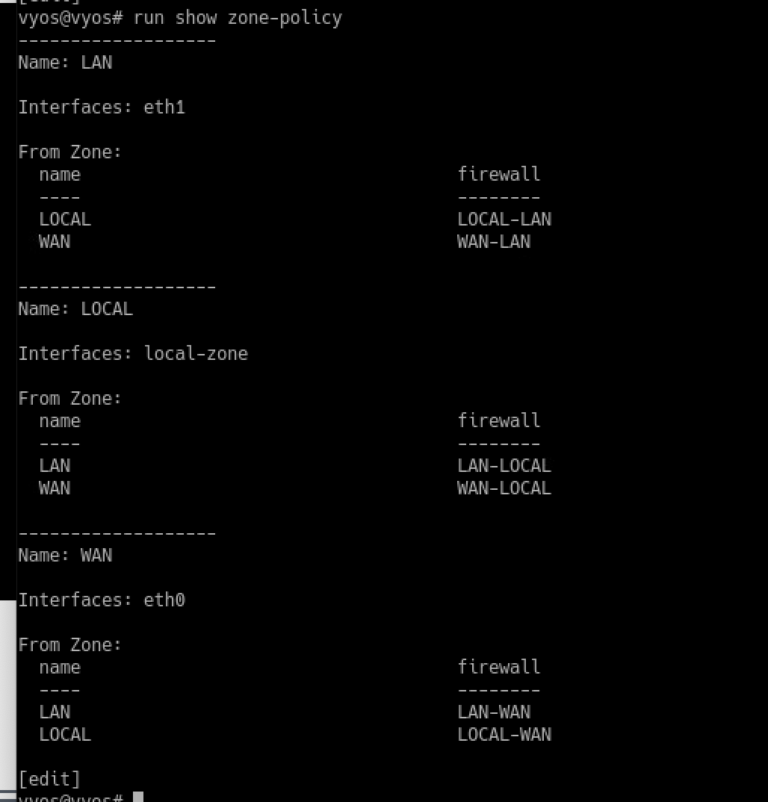 [edit]
vyos@vyos# run show zone-policy
-------------------
Name: LAN
Interfaces: eth1
From Zone:
name firewall
---- --------
LOCAL LOCAL-LAN
WAN WAN-LAN
-------------------
Name: LOCAL
Interfaces: local-zone
From Zone:
name firewall
---- --------
LAN LAN-LOCAL
WAN WAN-LOCAL
-------------------
Name: WAN
Interfaces: eth0
From Zone:
name firewall
---- --------
LAN LAN-WAN
LOCAL LOCAL-WAN
[edit]
vyos@vyos#